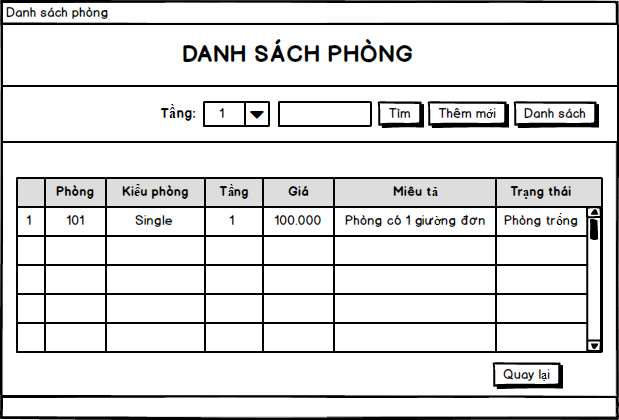 Danh sách phòng
DANH SÁCH PHÒNG
Tầng: 1 Tìm Thêm mới Danh sách
Phòng Kiểu phòng Tầng Giá Miêu tả Trạng thái
1 101 Single 1 100.000 Phòng có 1 giường đơn Phòng trống
Quay lại